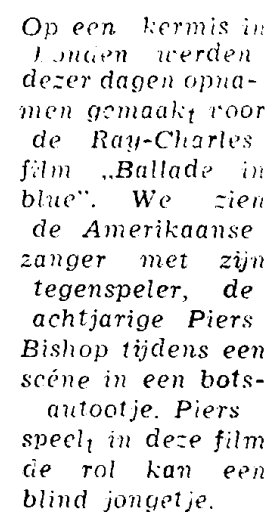 Op een kermis in
Londen werden
dezer dagen opna-
men gemaakt voor
de Ray-Charles
film „Ballade in
blue". We zien
de Amerikaanse
zanger met zijn
tegenspeler, de
achtjarige Piers
Bishop tijdens een
scéne in een bots-
autootje. Piers
speelt in deze film
de rol kan een
blind jongetje.